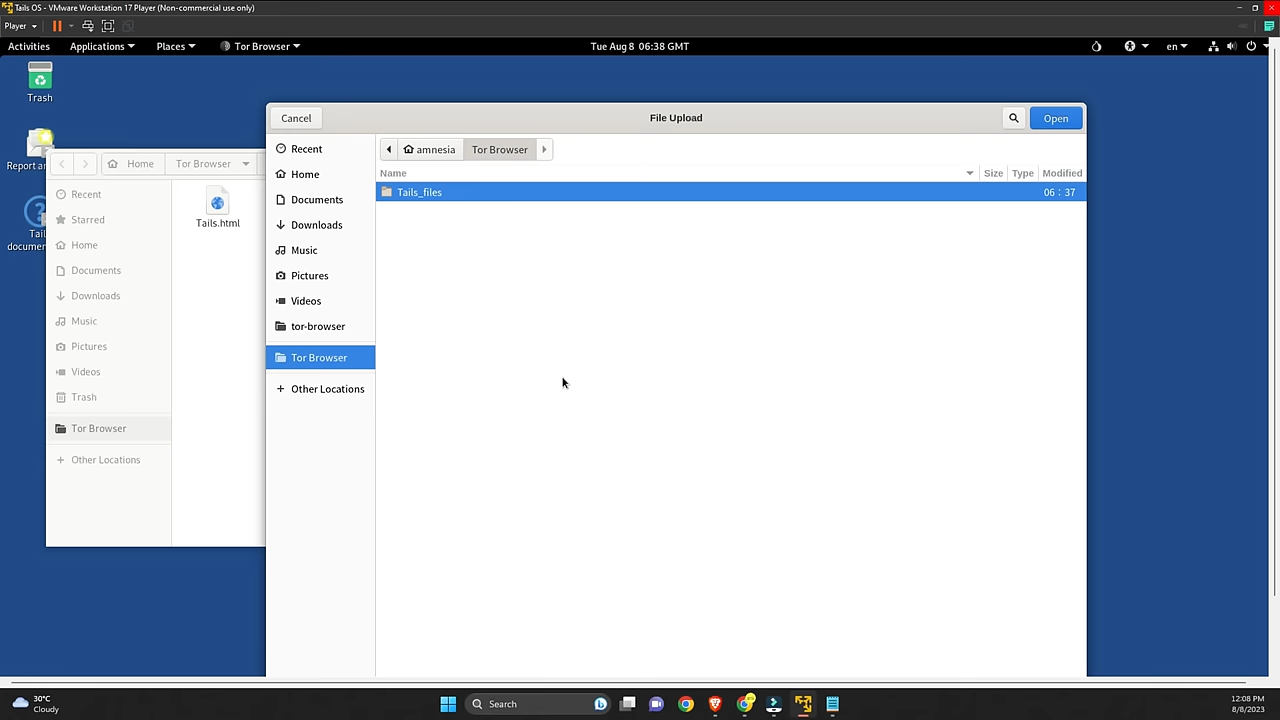 Tails OS - VMware Workstation 17 Player (Non-commercial use only)
Player
Activities Applications Places Tor Browser Tue Aug 8 06:38 GMT en
Trash
Report an
Tail
documen
Home Tor Browser
Recent
Starred
Home
Documents
Downloads
Music
Pictures
Videos
Trash
Tor Browser
Other Locations
Tails.html
Cancel File Upload Open
Recent
Home
Documents
Downloads
Music
Pictures
Videos
tor-browser
Tor Browser
Other Locations
amnesia Tor Browser
Name Size Type Modified
Tails_files 06 : 37
30°C
Cloudy
Search
12:08 PM
8/8/2023